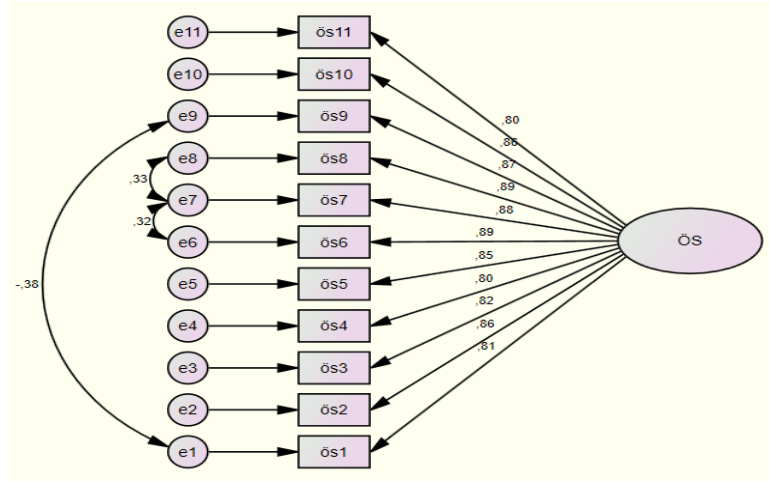 e11 ös11
e10 ös10
,80
e9 ös9
,86
,87
e8 ös8
,33
,89
e7 ös7
,88
,32
,89
e6 ös6
ÖS
,85
-,38
e5 ös5
,80
,82
e4 ös4
,86
,81
e3 ös3
e2 ös2
e1 ös1